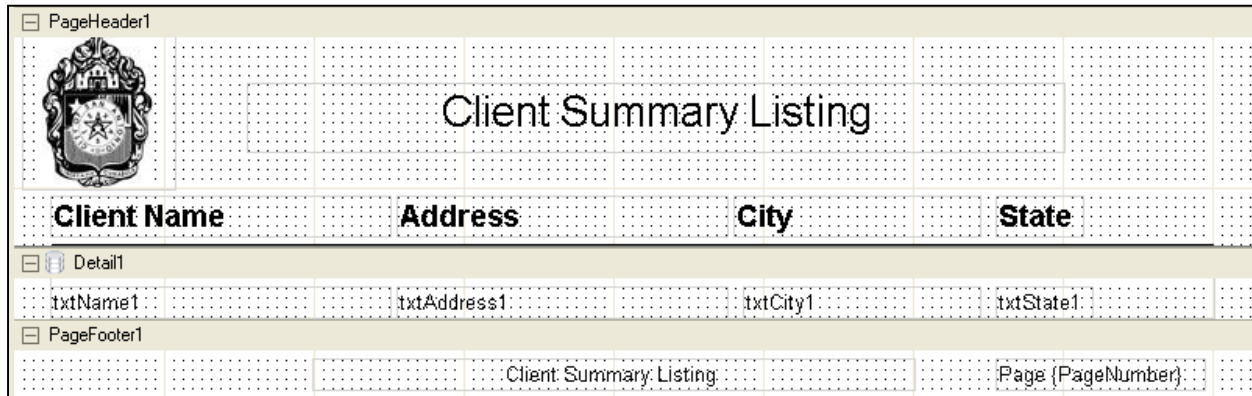 PageHeader1
Client Summary Listing
Client Name Address City State
Detail1
txtName1 txtAddress1 txtCity1 txtState1
PageFooter1
Client Summary Listing Page {PageNumber}